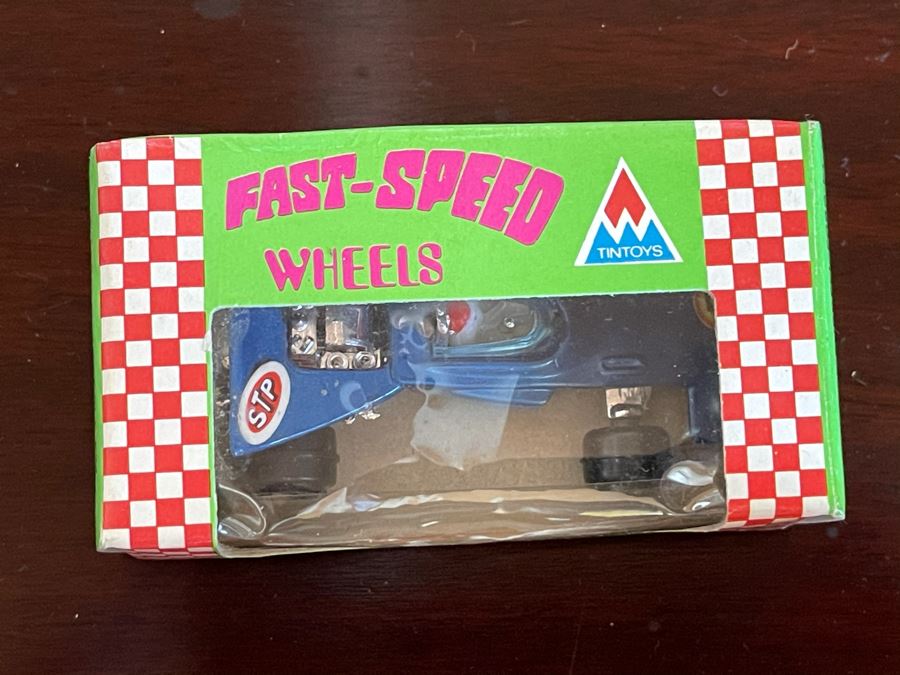 FAST-SPEED
WHEELS
TINTOYS
STP